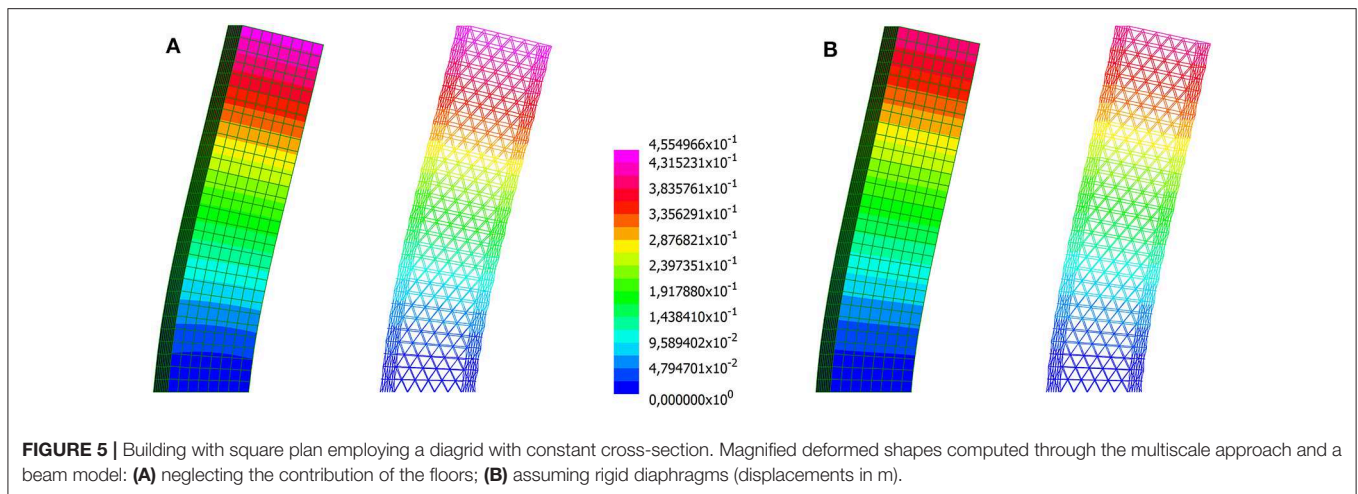 A
B
4,554966x10⁻¹
4,315231x10⁻¹
3,835761x10⁻¹
3,356291x10⁻¹
2,876821x10⁻¹
2,397351x10⁻¹
1,917880x10⁻¹
1,438410x10⁻¹
9,589402x10⁻²
4,794701x10⁻²
0,000000x10⁰
FIGURE 5 | Building with square plan employing a diagrid with constant cross-section. Magnified deformed shapes computed through the multiscale approach and a
beam model: (A) neglecting the contribution of the floors; (B) assuming rigid diaphragms (displacements in m).